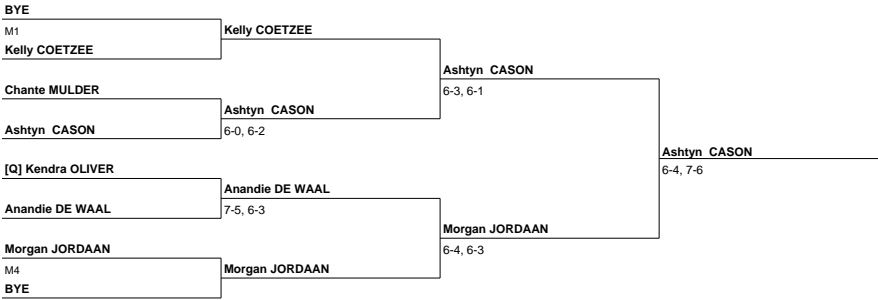 BYE
M1
Kelly COETZEE
Kelly COETZEE
Chante MULDER
Ashtyn CASON
Ashtyn CASON
6-0, 6-2
Ashtyn CASON
6-3, 6-1
[Q] Kendra OLIVER
Anandie DE WAAL
Anandie DE WAAL
7-5, 6-3
Morgan JORDAAN
M4
BYE
Morgan JORDAAN
Morgan JORDAAN
6-4, 6-3
Ashtyn CASON
6-4, 7-6